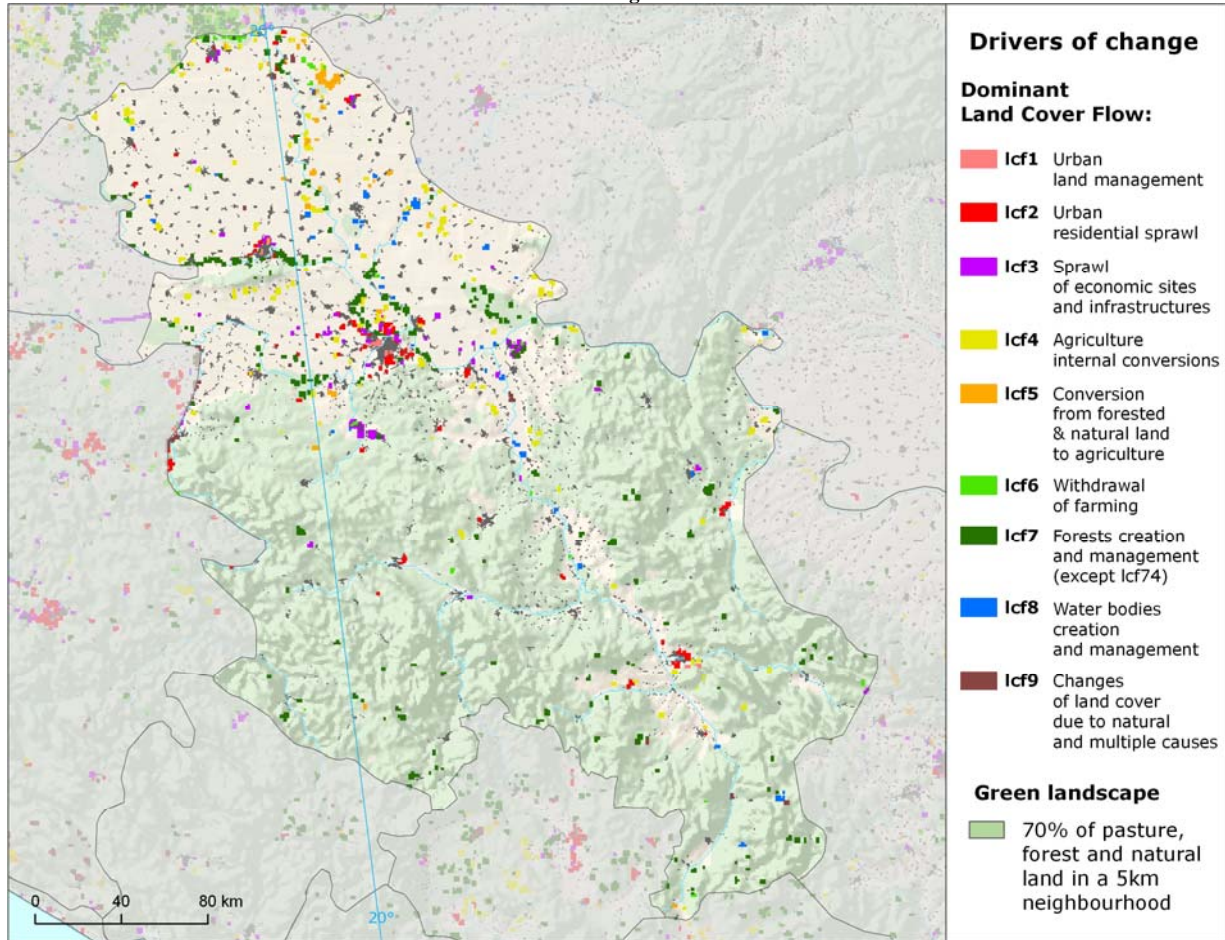 Drivers of change
Dominant
Land Cover Flow:
lcf1 Urban
land management
lcf2 Urban
residential sprawl
lcf3 Sprawl
of economic sites
and infrastructures
lcf4 Agriculture
internal conversions
lcf5 Conversion
from forested
& natural land
to agriculture
lcf6 Withdrawal
of farming
lcf7 Forests creation
and management
(except lcf74)
lcf8 Water bodies
creation
and management
lcf9 Changes
of land cover
due to natural
and multiple causes
Green landscape
70% of pasture,
forest and natural
land in a 5km
neighbourhood
0 40 80 km
20°